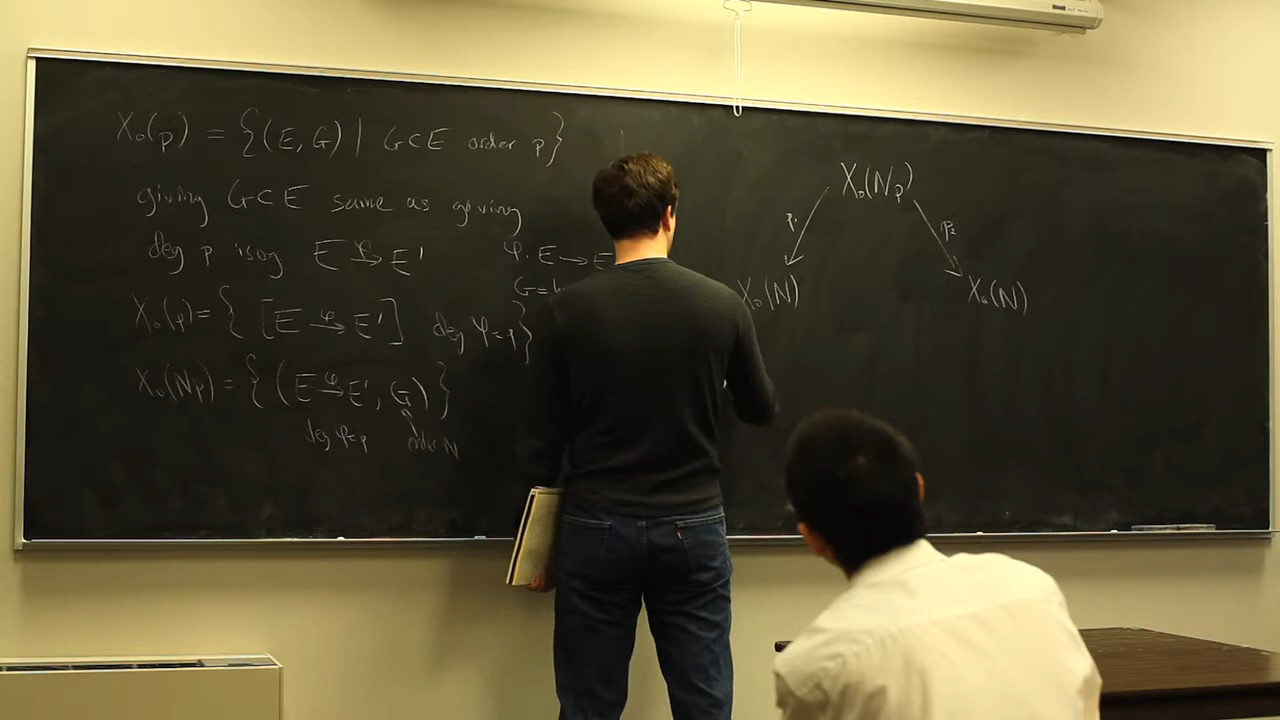 X₀(p) = {(E, G) | G⊂E order p}
giving G⊂E same as giving
deg p isog E →^φ E'
φ: E → E
G =
X₀(p) = { [E →^φ E'] deg φ = p}
X₀(Np) = { (E →^φ E', G) }
deg φ = p order N
X₀(Np)
p₁ p₂
X₀(N) X₀(N)